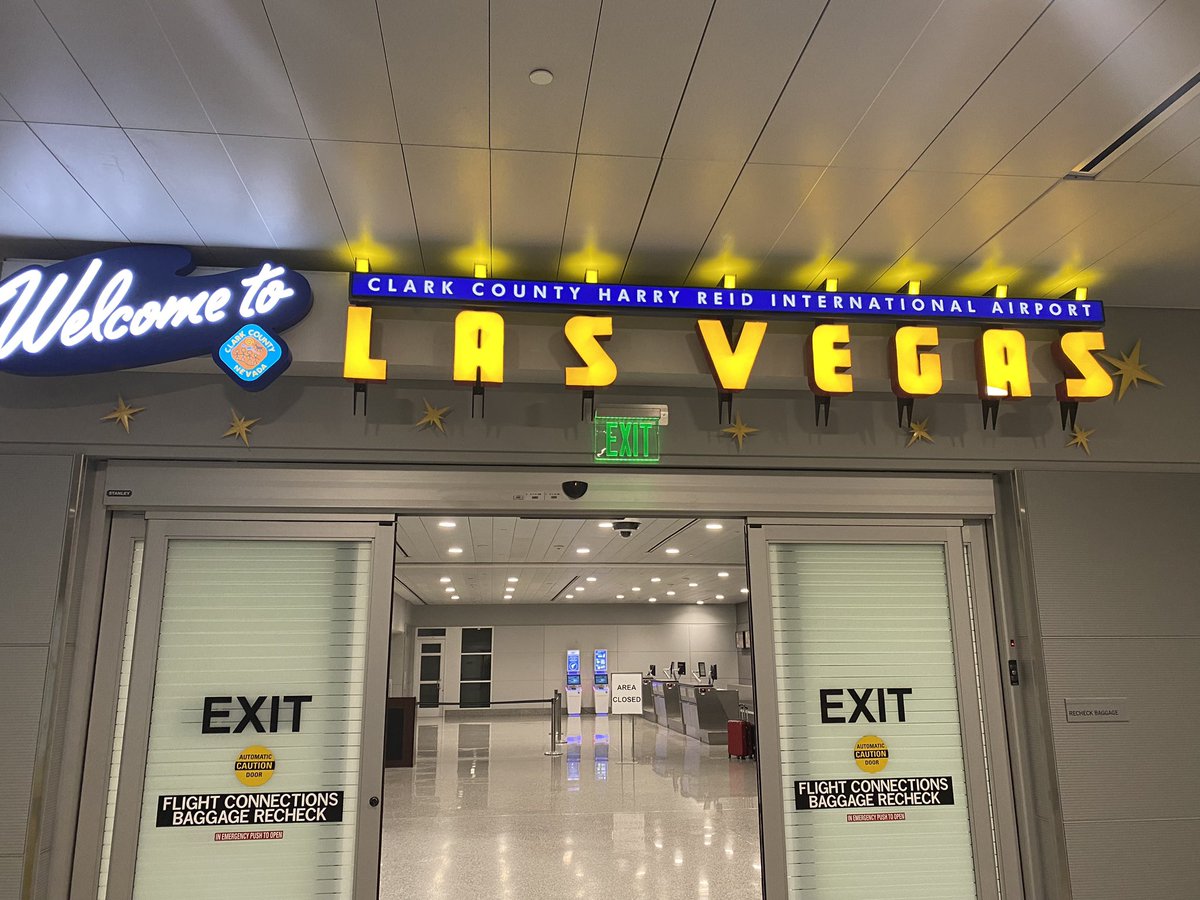 Welcome to
CLARK COUNTY
NEVADA
CLARK COUNTY HARRY REID INTERNATIONAL AIRPORT
LAS VEGAS
EXIT
STANLEY
AREA
CLOSED
EXIT
AUTOMATIC
CAUTION
DOOR
FLIGHT CONNECTIONS
BAGGAGE RECHECK
IN EMERGENCY PUSH TO OPEN
EXIT
AUTOMATIC
CAUTION
DOOR
FLIGHT CONNECTIONS
BAGGAGE RECHECK
IN EMERGENCY PUSH TO OPEN
RECHECK BAGGAGE